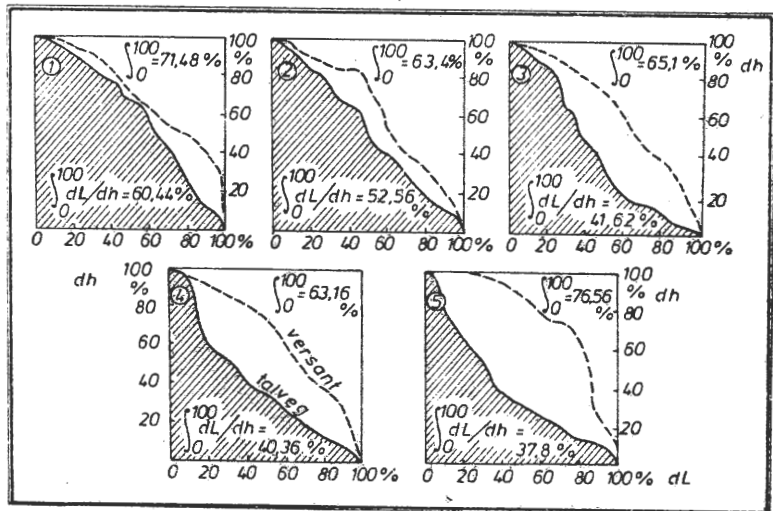 ① ∫ 100 0 =71,48 % 100 % 80 60 40 20
∫ 100 0 dL/dh=60,44%
0 20 40 60 80 100%
② ∫ 100 0 =63,4% 100 % 80 60 40 20
∫ 100 0 dL/dh=52,56 %
0 20 40 60 80 100%
③ ∫ 100 0 =65,1 % 100 % dh 80 60 40 20
∫ 100 0 dL/dh= 41,62 %
0 20 40 60 80 100%
dh 100 % 80 60 40 20
④ ∫ 100 0 =63,16 %
versant
talveg
∫ 100 0 dL/dh= 40,36 %
0 20 40 60 80 100%
⑤ ∫ 100 0 =76,56 % 100 % dh 80 60 40 20
∫ 100 0 dL/dh= 37,8 %
0 20 40 60 80 100% dL